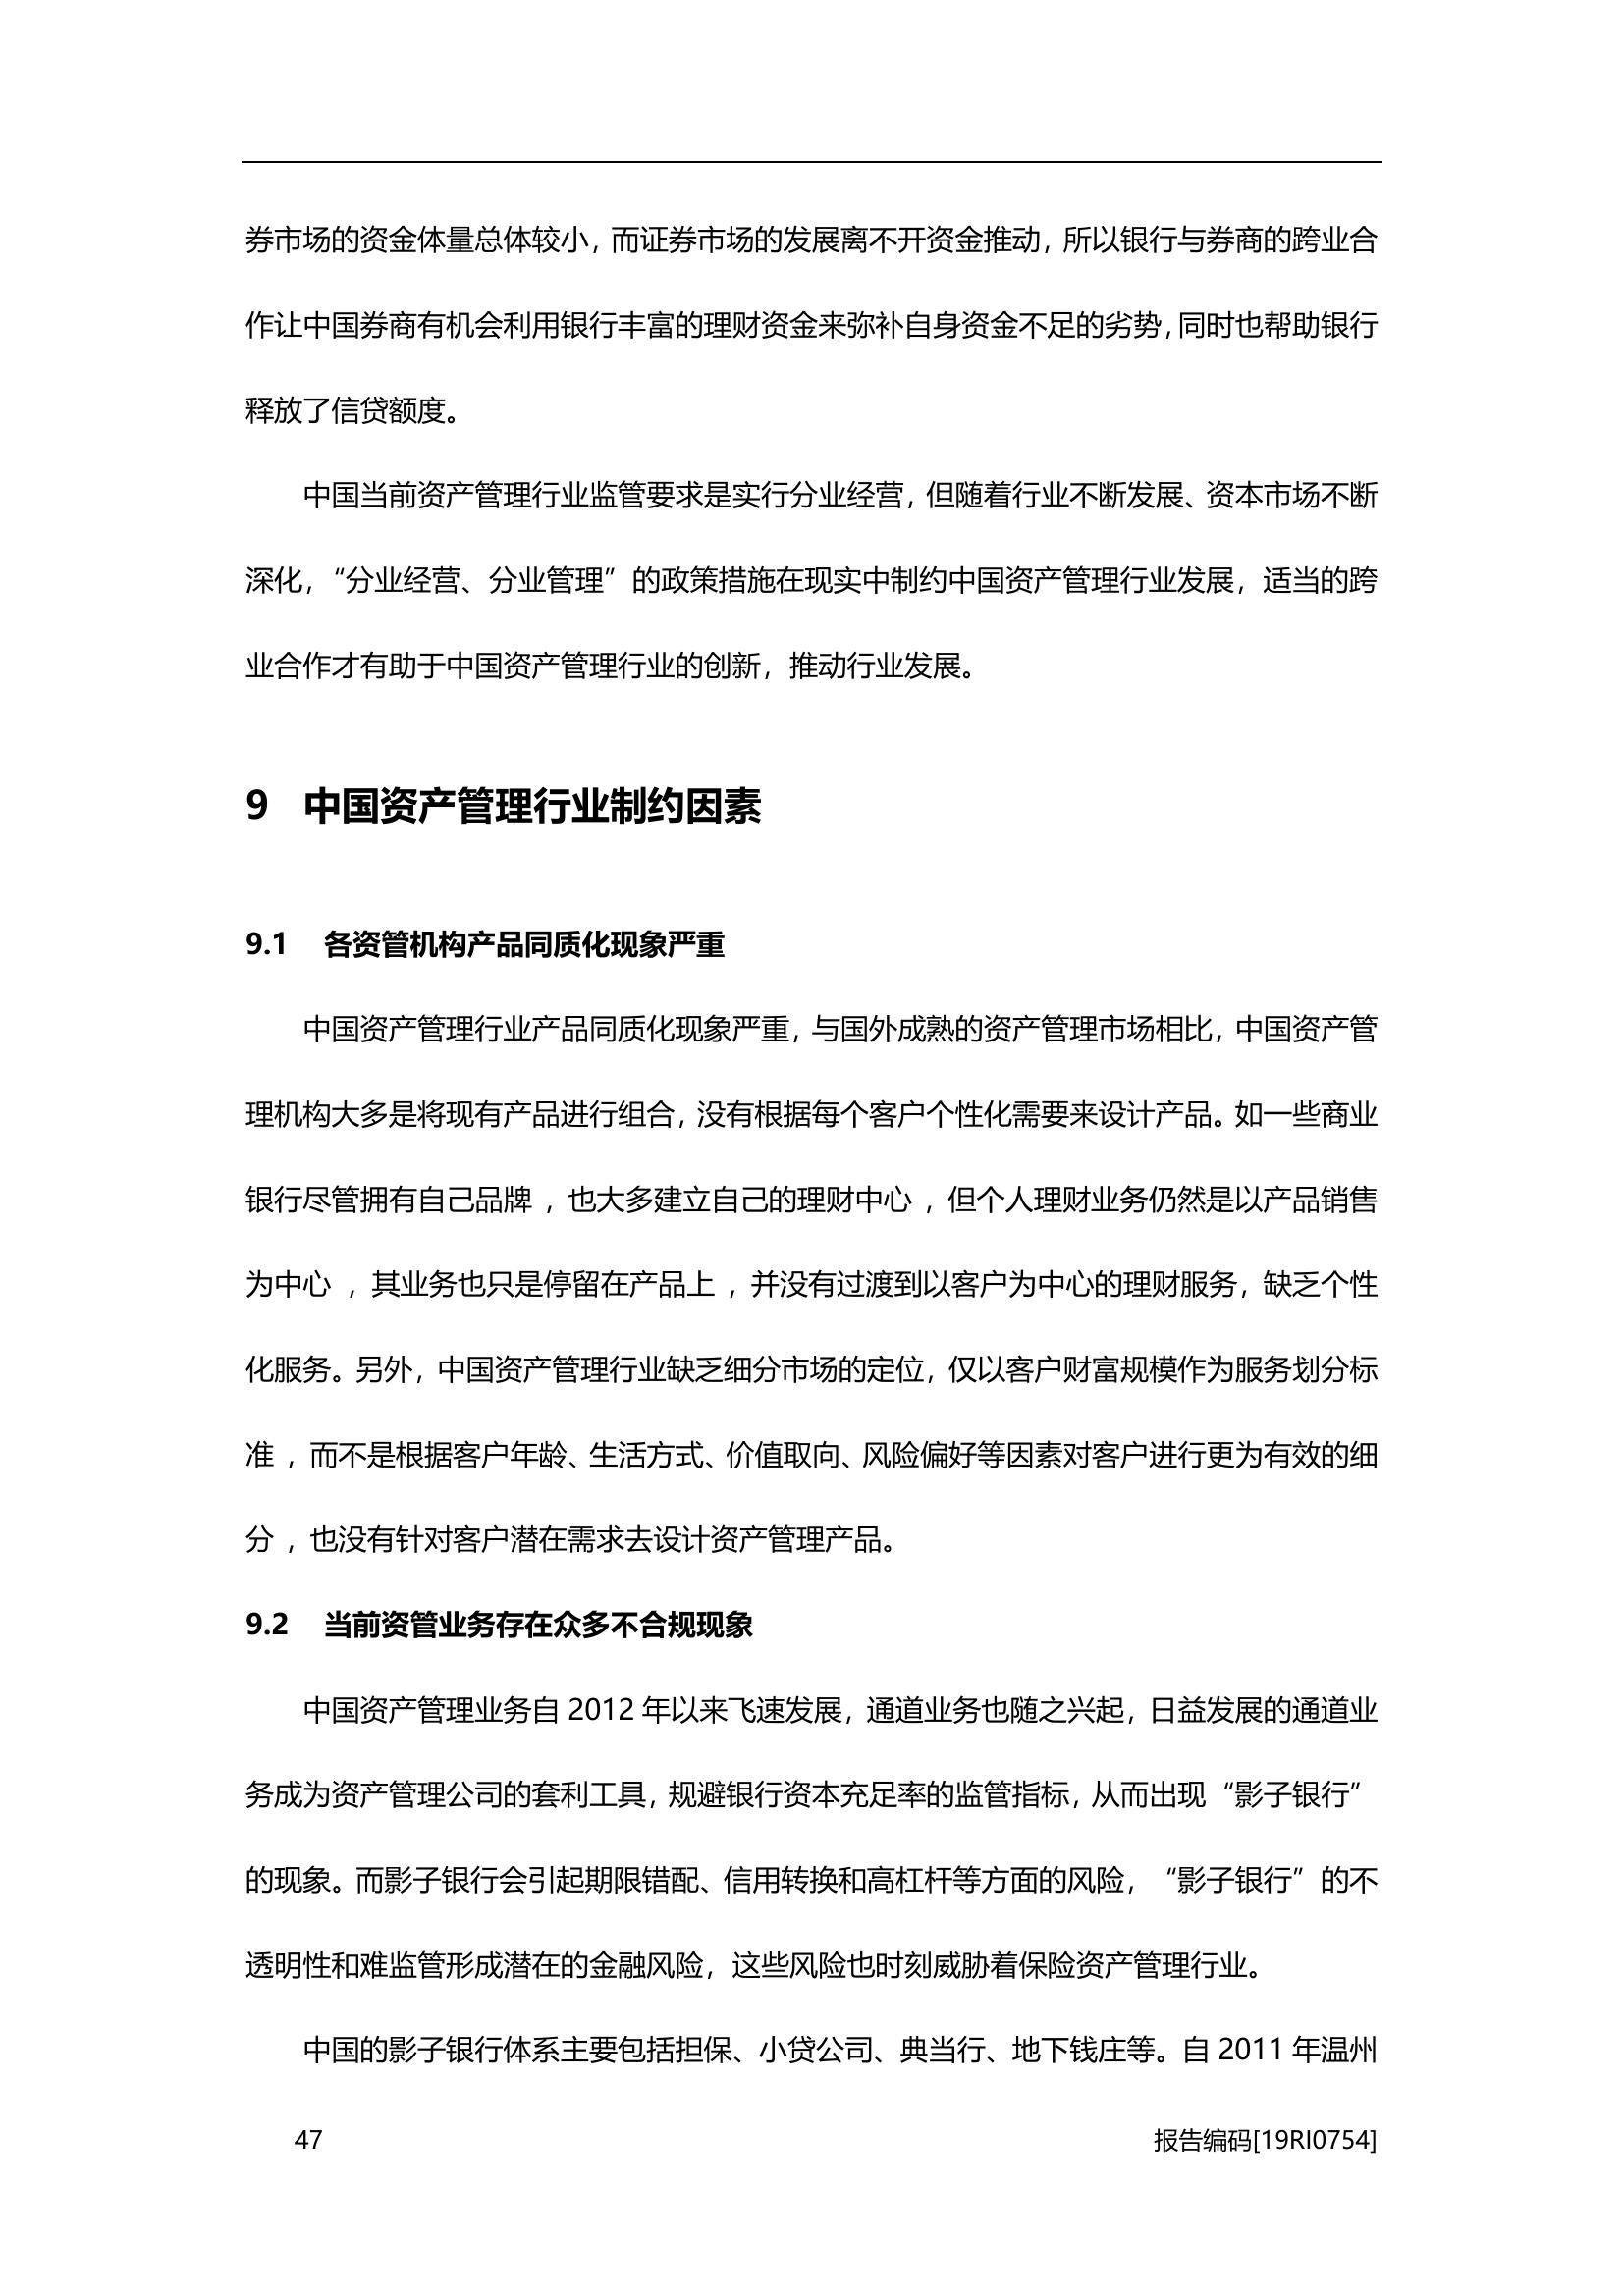 券市场的资金体量总体较小，而证券市场的发展离不开资金推动，所以银行与券商的跨业合
作让中国券商有机会利用银行丰富的理财资金来弥补自身资金不足的劣势，同时也帮助银行
释放了信贷额度。
中国当前资产管理行业监管要求是实行分业经营，但随着行业不断发展、资本市场不断
深化，“分业经营、分业管理”的政策措施在现实中制约中国资产管理行业发展，适当的跨
业合作才有助于中国资产管理行业的创新，推动行业发展。
9 中国资产管理行业制约因素
9.1 各资管机构产品同质化现象严重
中国资产管理行业产品同质化现象严重，与国外成熟的资产管理市场相比，中国资产管
理机构大多是将现有产品进行组合，没有根据每个客户个性化需要来设计产品。如一些商业
银行尽管拥有自己品牌 ，也大多建立自己的理财中心 ，但个人理财业务仍然是以产品销售
为中心 ，其业务也只是停留在产品上 ，并没有过渡到以客户为中心的理财服务，缺乏个性
化服务。另外，中国资产管理行业缺乏细分市场的定位，仅以客户财富规模作为服务划分标
准 ，而不是根据客户年龄、生活方式、价值取向、风险偏好等因素对客户进行更为有效的细
分 ，也没有针对客户潜在需求去设计资产管理产品。
9.2 当前资管业务存在众多不合规现象
中国资产管理业务自 2012 年以来飞速发展，通道业务也随之兴起，日益发展的通道业
务成为资产管理公司的套利工具，规避银行资本充足率的监管指标，从而出现“影子银行”
的现象。而影子银行会引起期限错配、信用转换和高杠杆等方面的风险，“影子银行”的不
透明性和难监管形成潜在的金融风险，这些风险也时刻威胁着保险资产管理行业。
中国的影子银行体系主要包括担保、小贷公司、典当行、地下钱庄等。自 2011 年温州
47 报告编码[19RI0754]